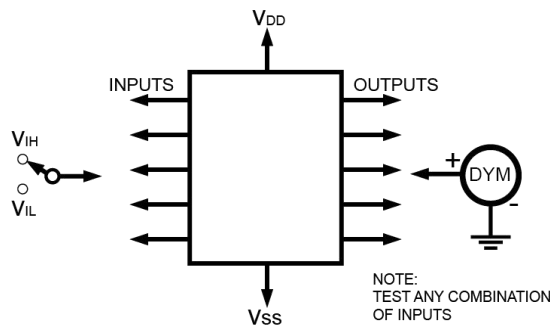 VDD
INPUTS
OUTPUTS
VIH
VIL
+
DYM
-
VSS
NOTE:
TEST ANY COMBINATION
OF INPUTS